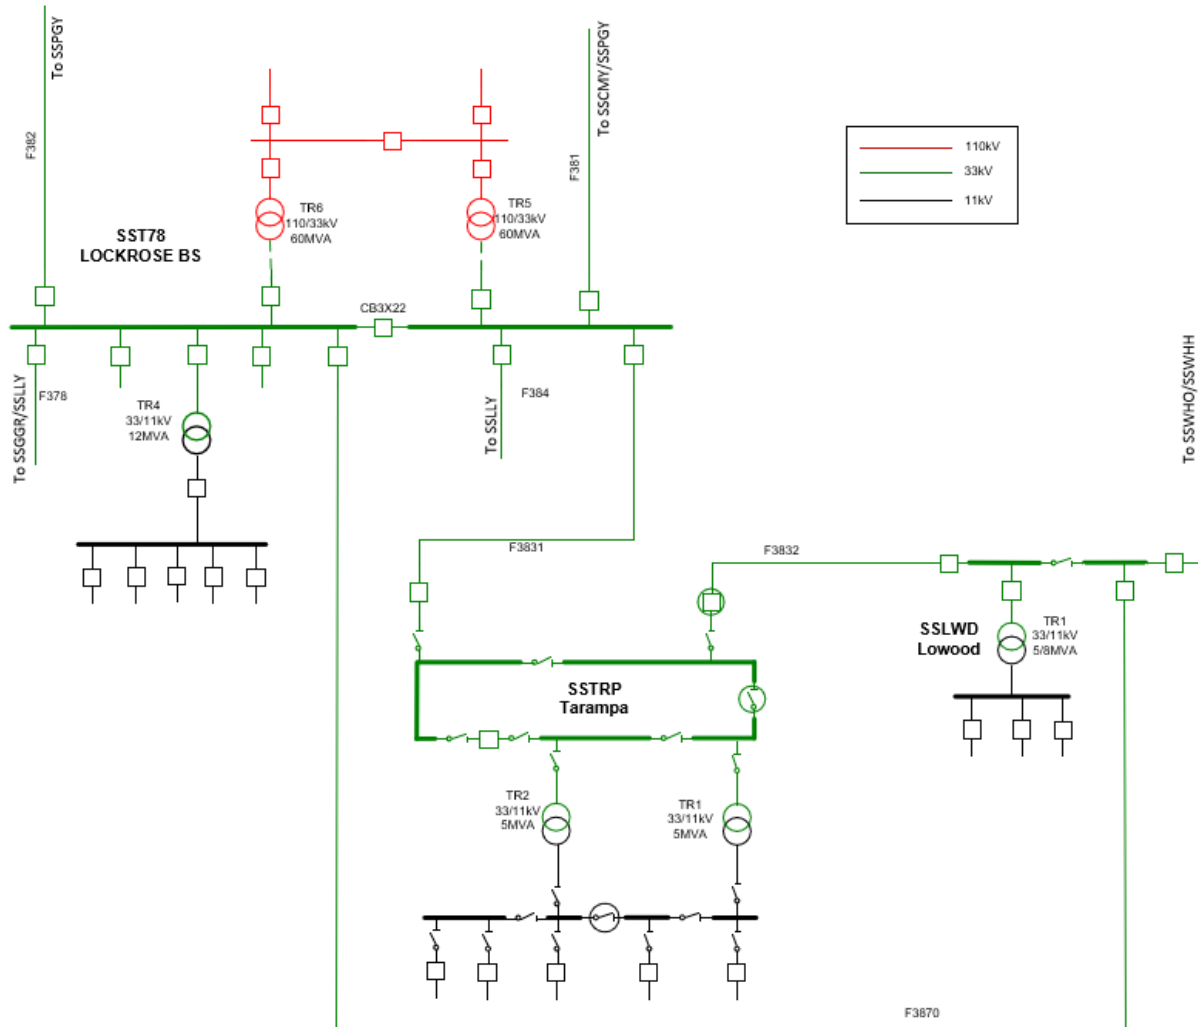 To SSPGY
F382
To SSCMY/SSPGY
F381
110kV
33kV
11kV
TR6
110/33kV
60MVA
TR5
110/33kV
60MVA
SST78
LOCKROSE BS
CB3X22
To SSGGR/SSLLY
F378
TR4
33/11kV
12MVA
To SSLLY
F384
To SSWHO/SSWHH
F3831
F3832
SSLWD
Lowood
TR1
33/11kV
5/8MVA
SSTRP
Tarampa
TR2
33/11kV
5MVA
TR1
33/11kV
5MVA
F3870